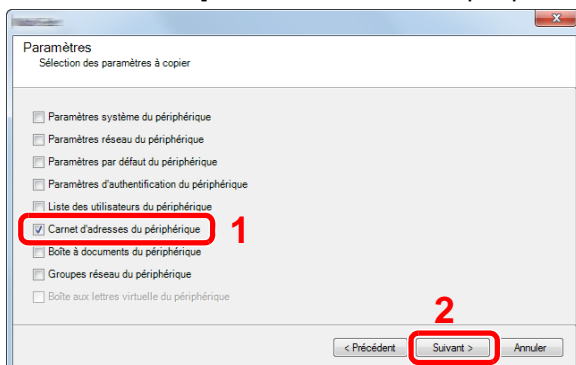 Paramètres
Sélection des paramètres à copier
Paramètres système du périphérique
Paramètres réseau du périphérique
Paramètres par défaut du périphérique
Paramètres d'authentification du périphérique
Liste des utilisateurs du périphérique
Carnet d'adresses du périphérique 1
Boîte à documents du périphérique
Groupes réseau du périphérique
Boîte aux lettres virtuelle du périphérique
2
< Précédent Suivant > Annuler